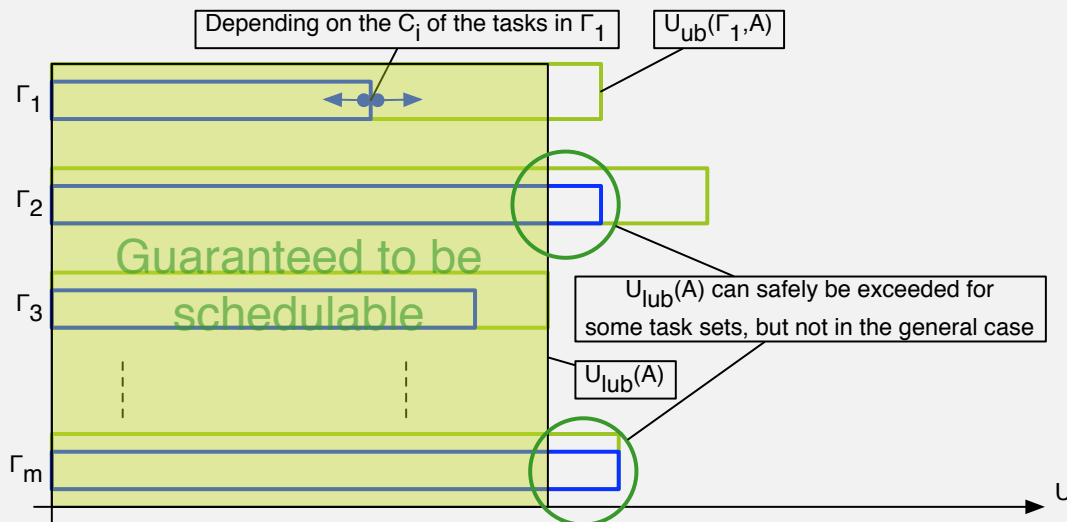 Depending on the Ci of the tasks in Γ1
Uub(Γ1,A)
Γ1
Γ2
Guaranteed to be
schedulable
Γ3
Ulub(A) can safely be exceeded for
some task sets, but not in the general case
Ulub(A)
Γm
U